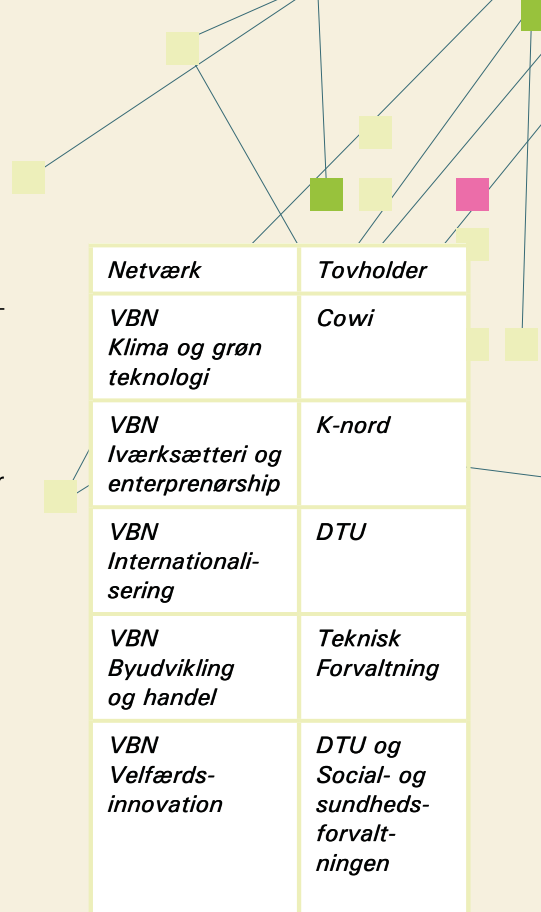 Netværk Tovholder
VBN Cowi
Klima og grøn
teknologi
VBN K-nord
Iværksætteri og
enterprenørship
VBN DTU
Internationali-
sering
VBN Teknisk
Byudvikling Forvaltning
og handel
VBN DTU og
Velfærds- Social- og
innovation sundheds-
forvalt-
ningen